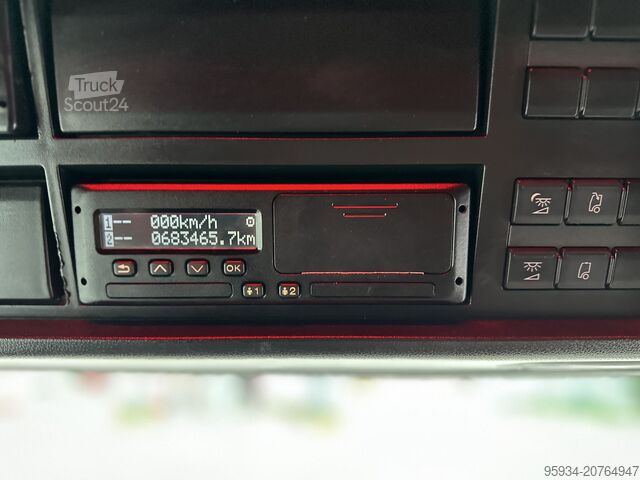 Truck
Scout24
1 -- 000km/h
2 -- 0683465.7km
OK
1 2
95934-20764947